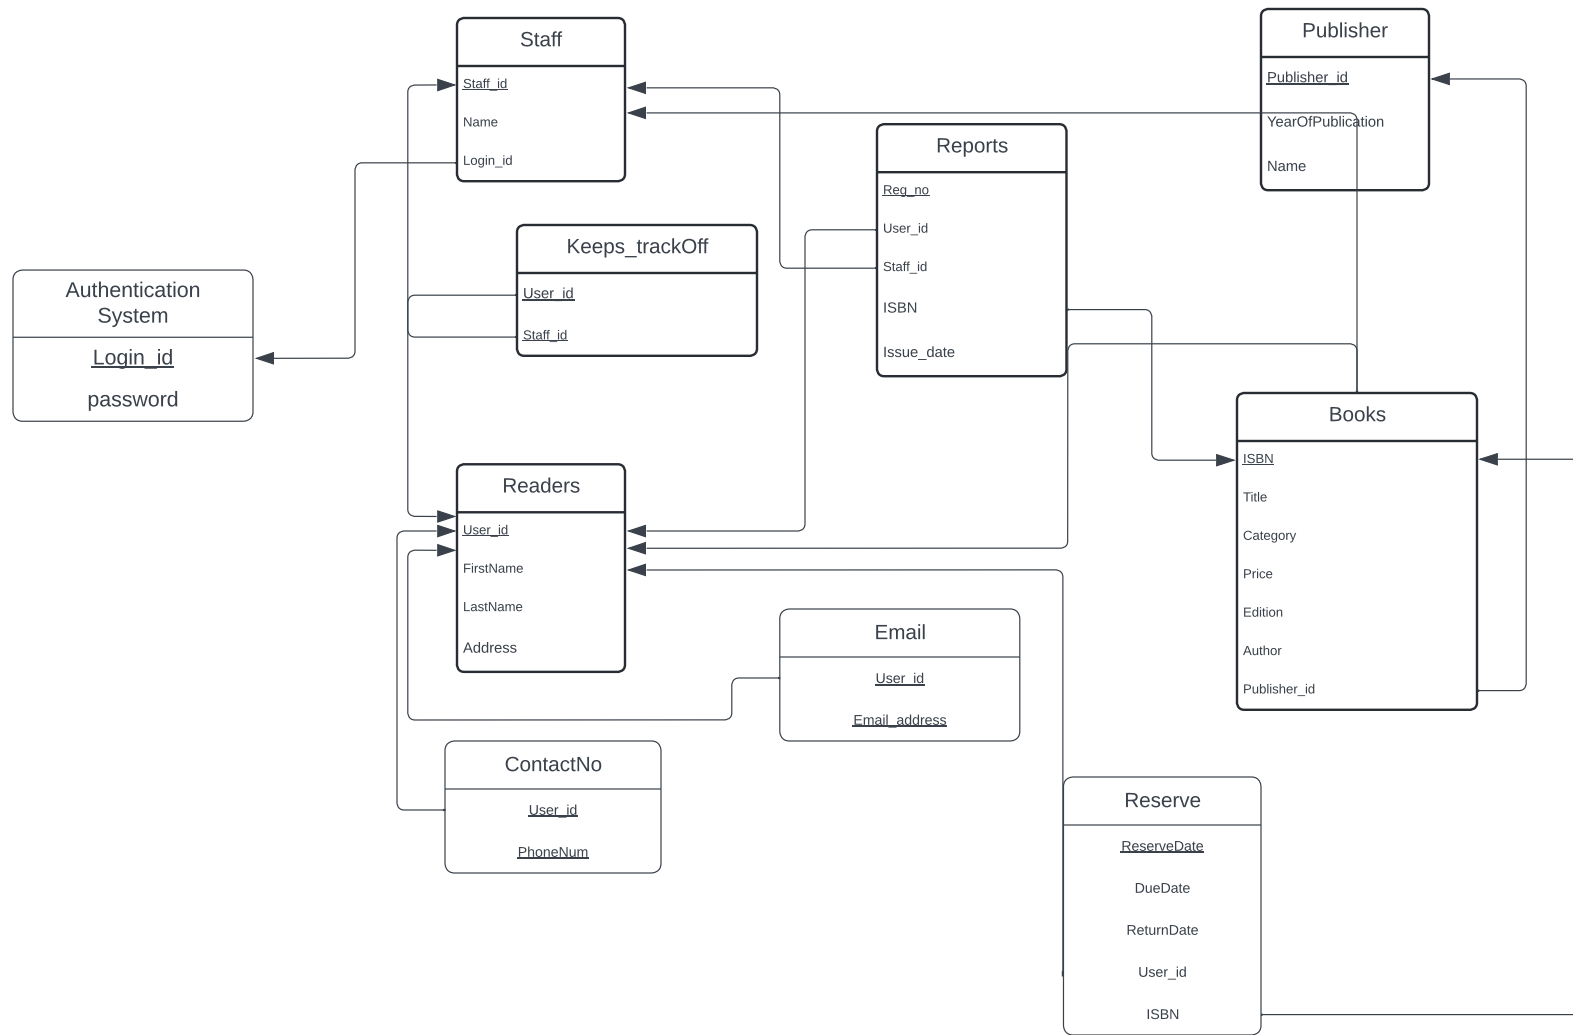 Staff
Staff_id
Name
Login_id
Publisher
Publisher_id
YearOfPublication
Name
Reports
Reg_no
User_id
Staff_id
ISBN
Issue_date
Keeps_trackOff
User_id
Staff_id
Authentication
System
Login_id
password
Books
ISBN
Title
Category
Price
Edition
Author
Publisher_id
Readers
User_id
FirstName
LastName
Address
Email
User_id
Email_address
ContactNo
User_id
PhoneNum
Reserve
ReserveDate
DueDate
ReturnDate
User_id
ISBN